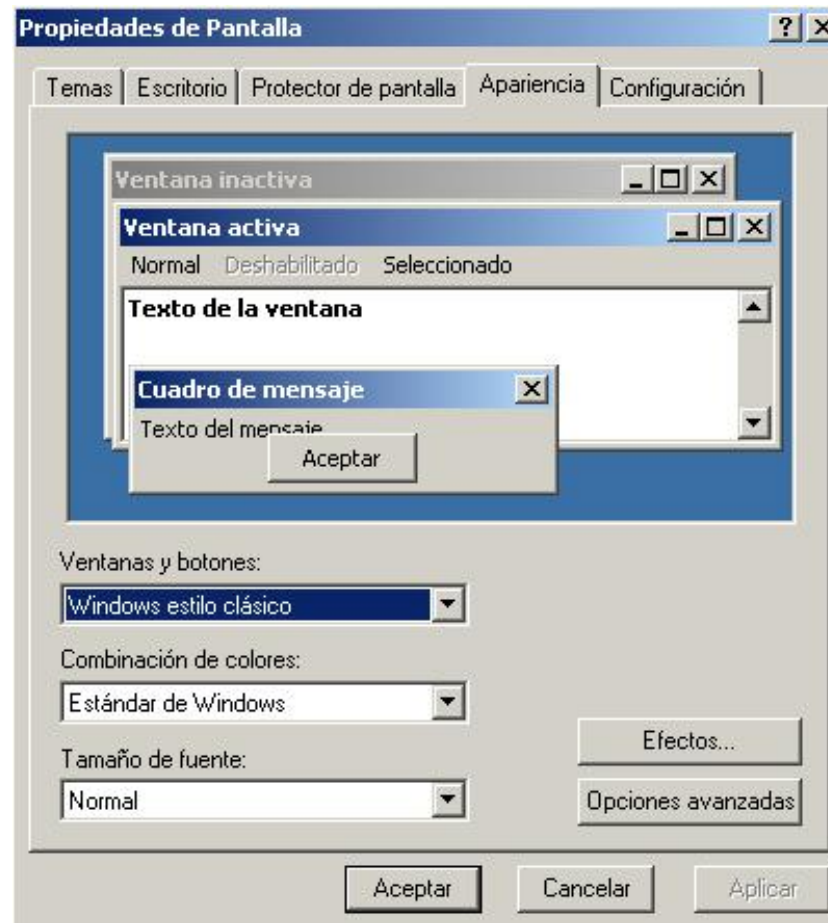 Propiedades de Pantalla
Temas Escritorio Protector de pantalla Apariencia Configuración
Ventana inactiva
Ventana activa
Normal Deshabilitado Seleccionado
Texto de la ventana
Cuadro de mensaje
Texto del mensaje
Aceptar
Ventanas y botones:
Windows estilo clásico
Combinación de colores:
Estándar de Windows
Efectos...
Tamaño de fuente:
Normal
Opciones avanzadas
Aceptar Cancelar Aplicar